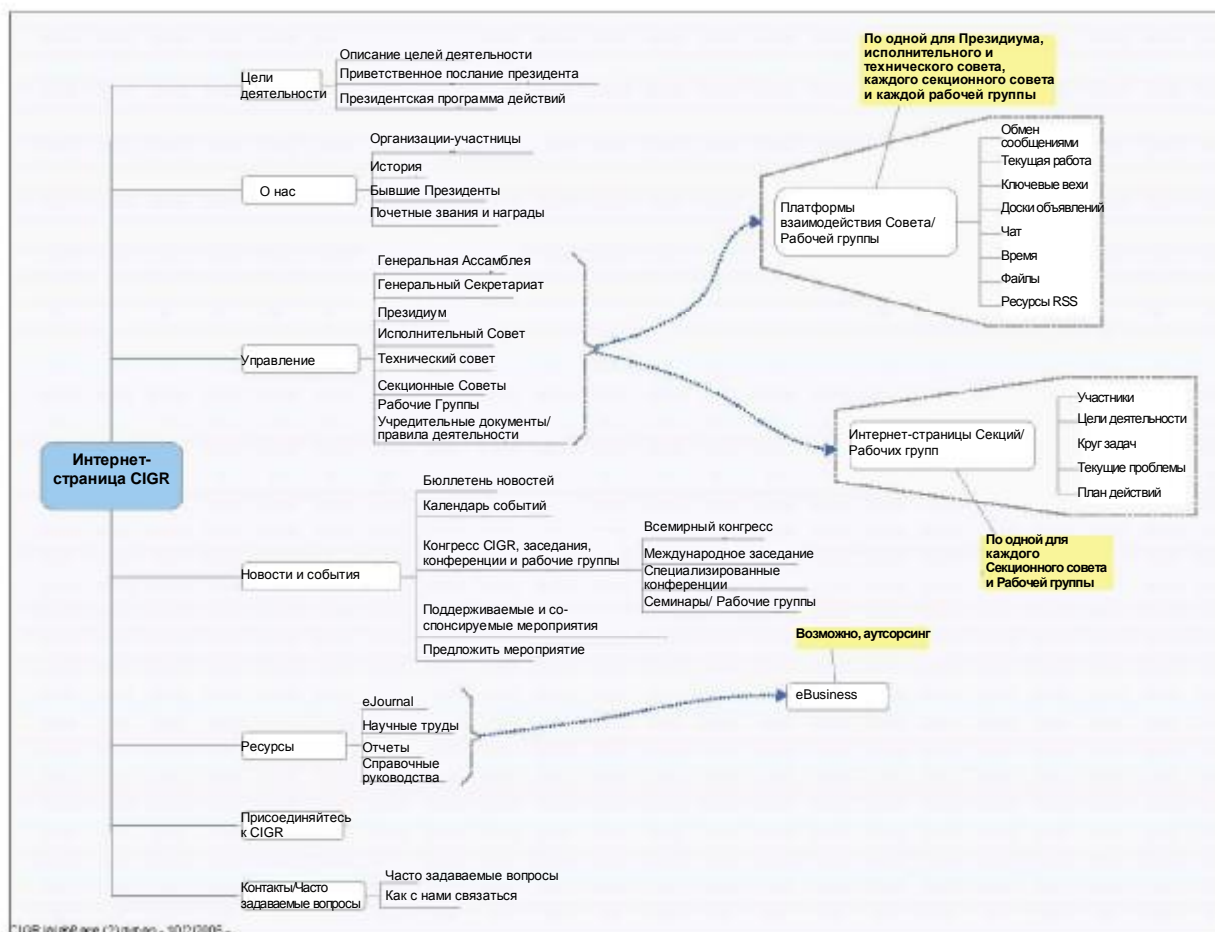 Интернет-
страница CIGR
Цели
деятельности
Описание целей деятельности
Приветственное послание президента
Президентская программа действий
О нас
Организации-участницы
История
Бывшие Президенты
Почетные звания и награды
Управление
Генеральная Ассамблея
Генеральный Секретариат
Президиум
Исполнительный Совет
Технический совет
Секционные Советы
Рабочие Группы
Учредительные документы/
правила деятельности
По одной для Президиума,
исполнительного и
технического совета,
каждого секционного совета
и каждой рабочей группы
Платформы
взаимодействия Совета/
Рабочей группы
Обмен
сообщениями
Текущая работа
Ключевые вехи
Доски объявлений
Чат
Время
Файлы
Ресурсы RSS
Интернет-страницы Секций/
Рабочих групп
Участники
Цели деятельности
Круг задач
Текущие проблемы
План действий
По одной для
каждого
Секционного совета
и Рабочей группы
Новости и события
Бюллетень новостей
Календарь событий
Конгресс CIGR, заседания,
конференции и рабочие группы
Всемирный конгресс
Международное заседание
Специализированные
конференции
Семинары/ Рабочие группы
Поддерживаемые и со-
спонсируемые мероприятия
Предложить мероприятие
Ресурсы
eJournal
Научные труды
Отчеты
Справочные
руководства
Возможно, аутсорсинг
eBusiness
Присоединяйтесь
к CIGR
Контакты/Часто
задаваемые вопросы
Часто задаваемые вопросы
Как с нами связаться